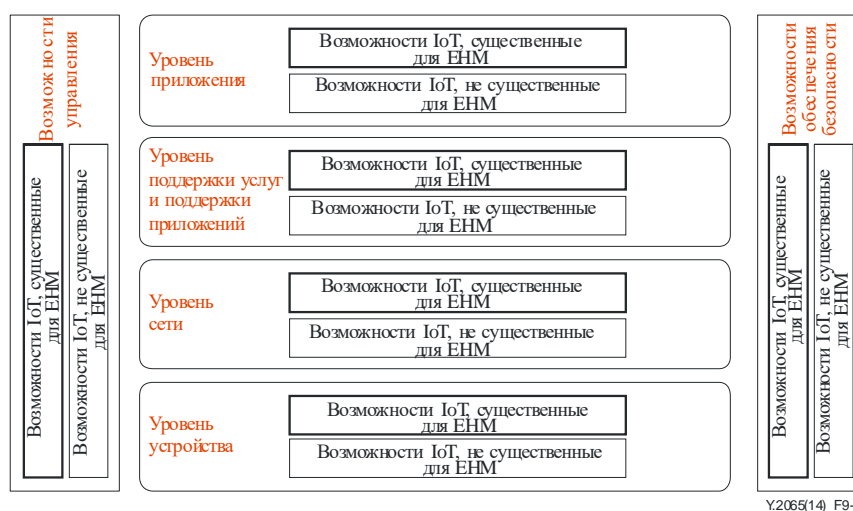 Возможности
управления
Возможности IoT, существенные
для EHM
Возможности IoT, не существенные
для EHM
Уровень
приложения
Возможности IoT, существенные
для EHM
Возможности IoT, не существенные
для EHM
Уровень
поддержки услуг
и поддержки
приложений
Возможности IoT, существенные
для EHM
Возможности IoT, не существенные
для EHM
Уровень
сети
Возможности IoT, существенные
для EHM
Возможности IoT, не существенные
для EHM
Уровень
устройства
Возможности IoT, существенные
для EHM
Возможности IoT, не существенные
для EHM
Возможности
обеспечения
безопасности
Возможности IoT, существенные
для EHM
Возможности IoT, не существенные
для EHM
Y.2065(14)_F9-